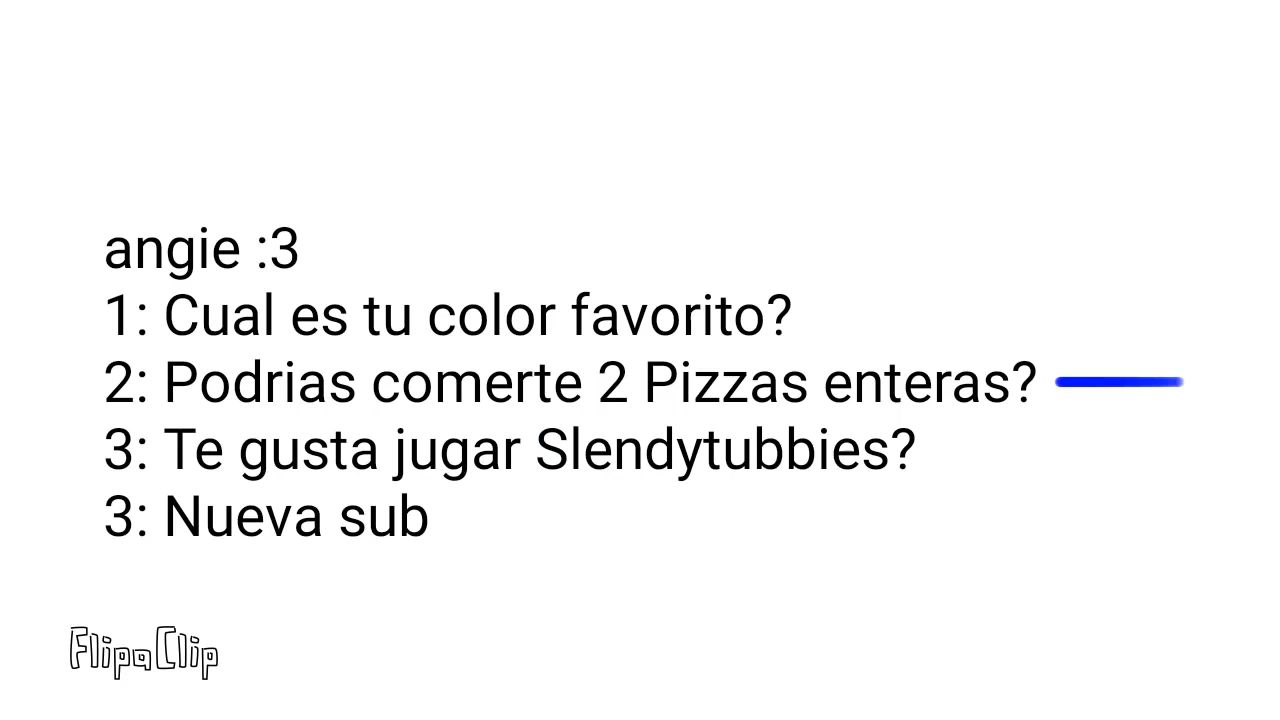 angie :3
1: Cual es tu color favorito?
2: Podrias comerte 2 Pizzas enteras?
3: Te gusta jugar Slendytubbies?
3: Nueva sub
FlipaClip